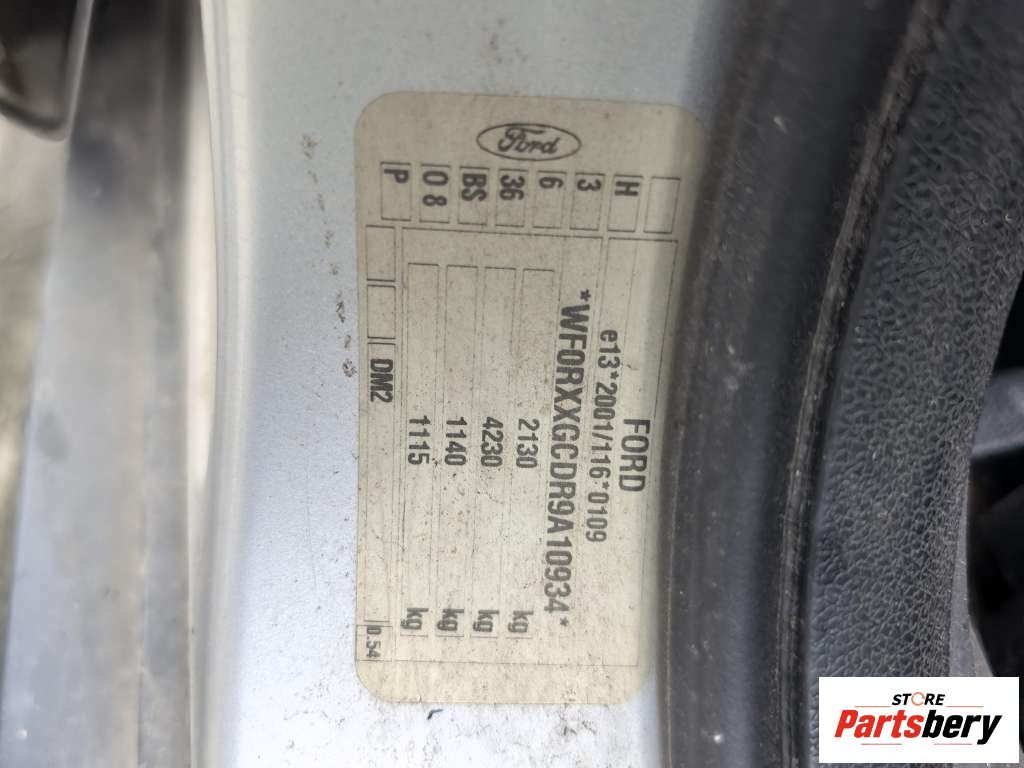 Ford
H
3
6
36
BS
O 8
P
FORD
e13*2001/116*0109
*WF0RXXGCDR9A10934*
2130 kg
4230 kg
1140 kg
1115 kg
DM2
0.54
STORE
Partsbery